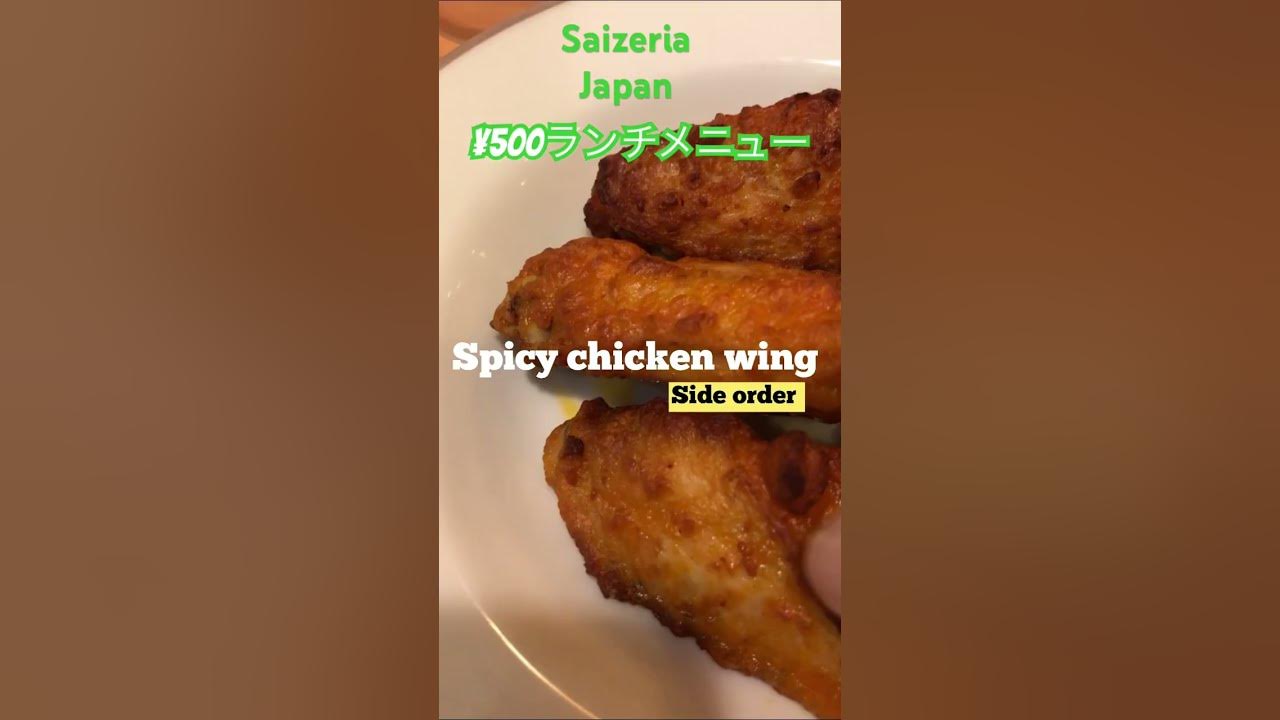 Saizeria
Japan
¥500ランチメニュー
Spicy chicken wing
Side order